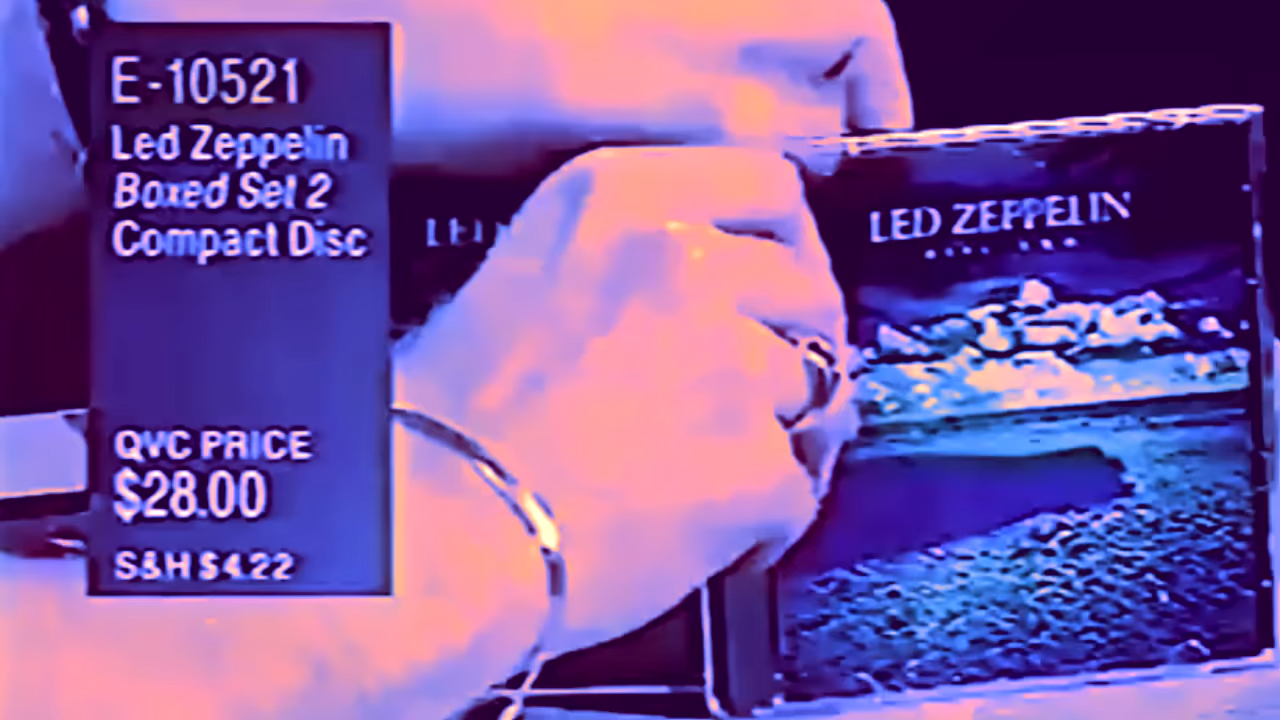 E-10521
Led Zeppelin
Boxed Set 2
Compact Disc
QVC PRICE
$28.00
S&H $4.22
LED ZEPPELIN